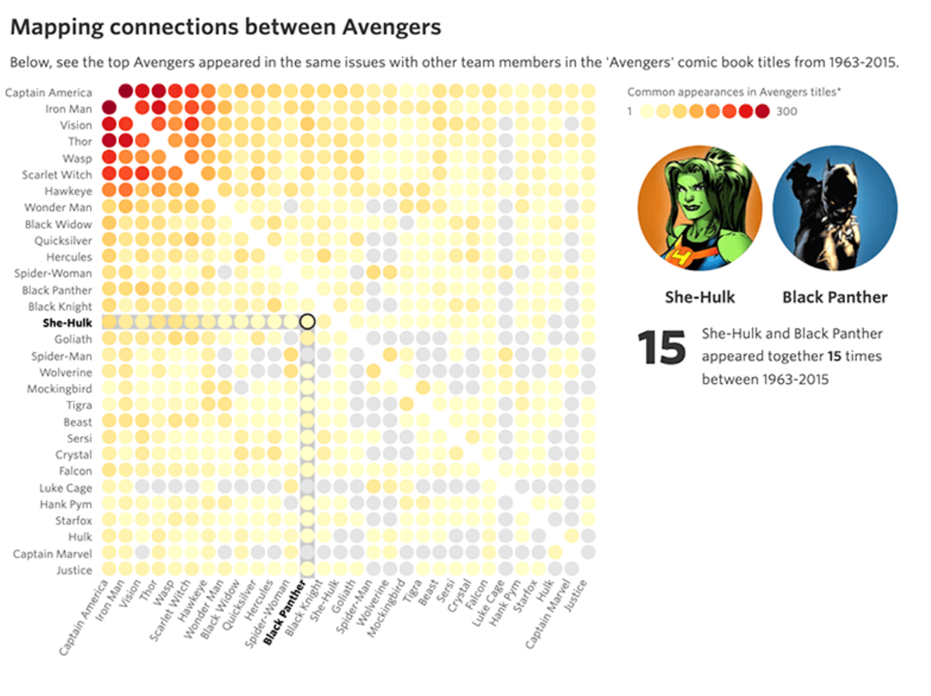 Mapping connections between Avengers
Below, see the top Avengers appeared in the same issues with other team members in the 'Avengers' comic book titles from 1963-2015.
Common appearances in Avengers titles*
1 300
Captain America
Iron Man
Vision
Thor
Wasp
Scarlet Witch
Hawkeye
Wonder Man
Black Widow
Quicksilver
Hercules
Spider-Woman
Black Panther
Black Knight
She-Hulk
Goliath
Spider-Man
Wolverine
Mockingbird
Tigra
Beast
Sersi
Crystal
Falcon
Luke Cage
Hank Pym
Starfox
Hulk
Captain Marvel
Justice
Captain America
Iron Man
Vision
Thor
Wasp
Scarlet Witch
Hawkeye
Wonder Man
Black Widow
Quicksilver
Hercules
Spider-Woman
Black Panther
Black Knight
She-Hulk
Goliath
Spider-Man
Wolverine
Mockingbird
Tigra
Beast
Sersi
Crystal
Falcon
Luke Cage
Hank Pym
Starfox
Hulk
Captain Marvel
Justice
4
She-Hulk
Black Panther
15
She-Hulk and Black Panther
appeared together 15 times
between 1963-2015